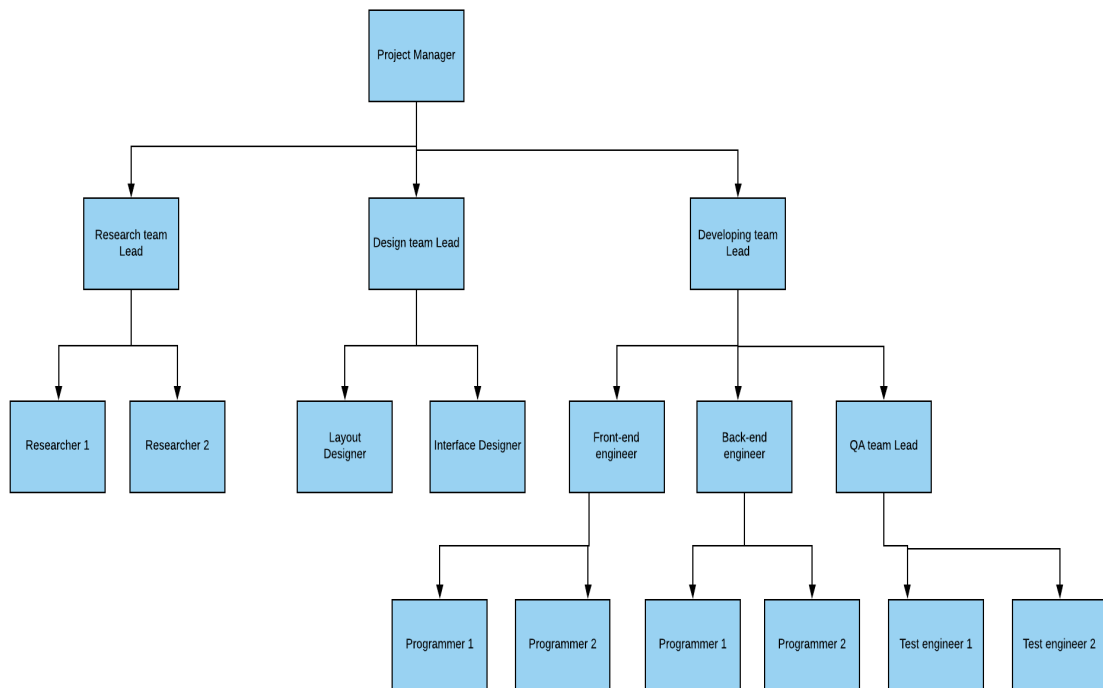 Project Manager
Research team
Lead
Design team Lead
Developing team
Lead
Researcher 1
Researcher 2
Layout
Designer
Interface Designer
Front-end
engineer
Back-end
engineer
QA team Lead
Programmer 1
Programmer 2
Programmer 1
Programmer 2
Test engineer 1
Test engineer 2